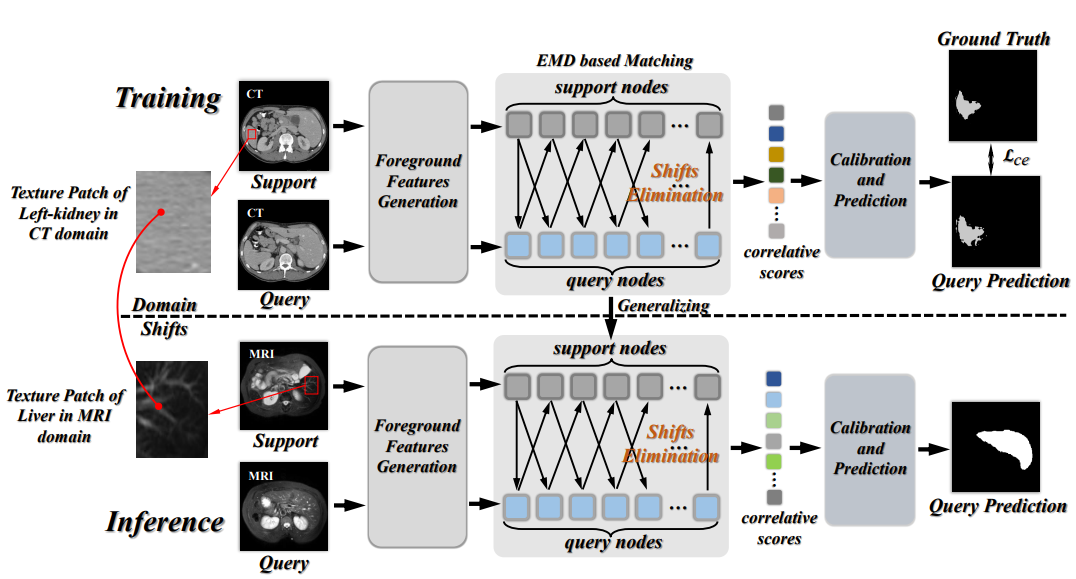 Training
CT
Support
Texture Patch of
Left-kidney in
CT domain
CT
Query
Foreground
Features
Generation
EMD based Matching
support nodes
...
Shifts
...
Elimination
...
query nodes
correlative
scores
Calibration
and
Prediction
Ground Truth
ℒce
Query Prediction
Generalizing
Domain
Shifts
Inference
MRI
Support
Texture Patch of
Liver in MRI
domain
MRI
Query
Foreground
Features
Generation
support nodes
...
Shifts
...
Elimination
...
query nodes
correlative
scores
Calibration
and
Prediction
Query Prediction